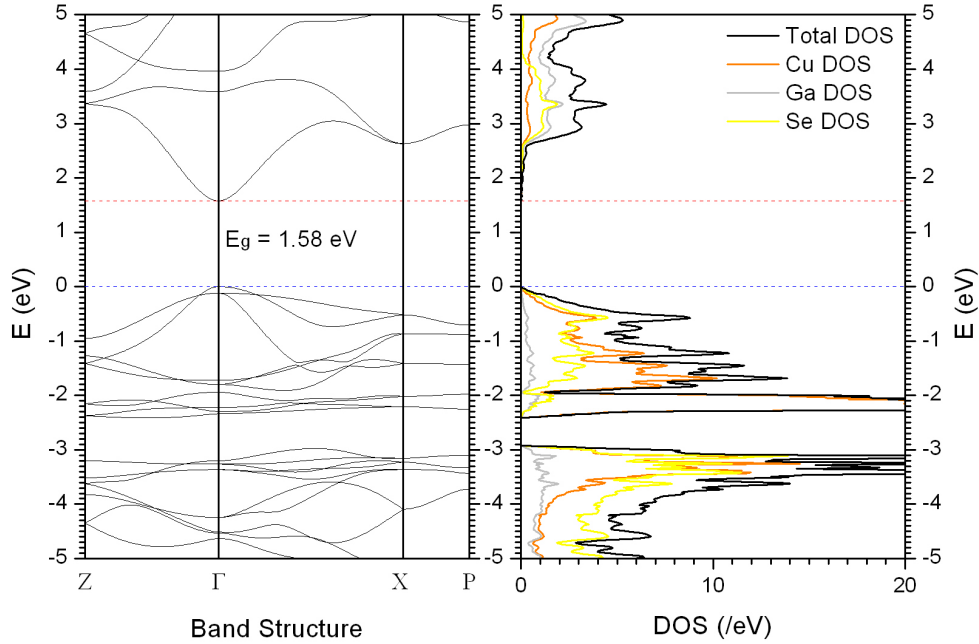 5
4
3
2
1
0
-1
-2
-3
-4
-5
E (eV)
Eg = 1.58 eV
Z
Γ
X
P
Band Structure
5
4
3
2
1
0
-1
-2
-3
-4
-5
Total DOS
Cu DOS
Ga DOS
Se DOS
E (eV)
0
10
20
DOS (/eV)